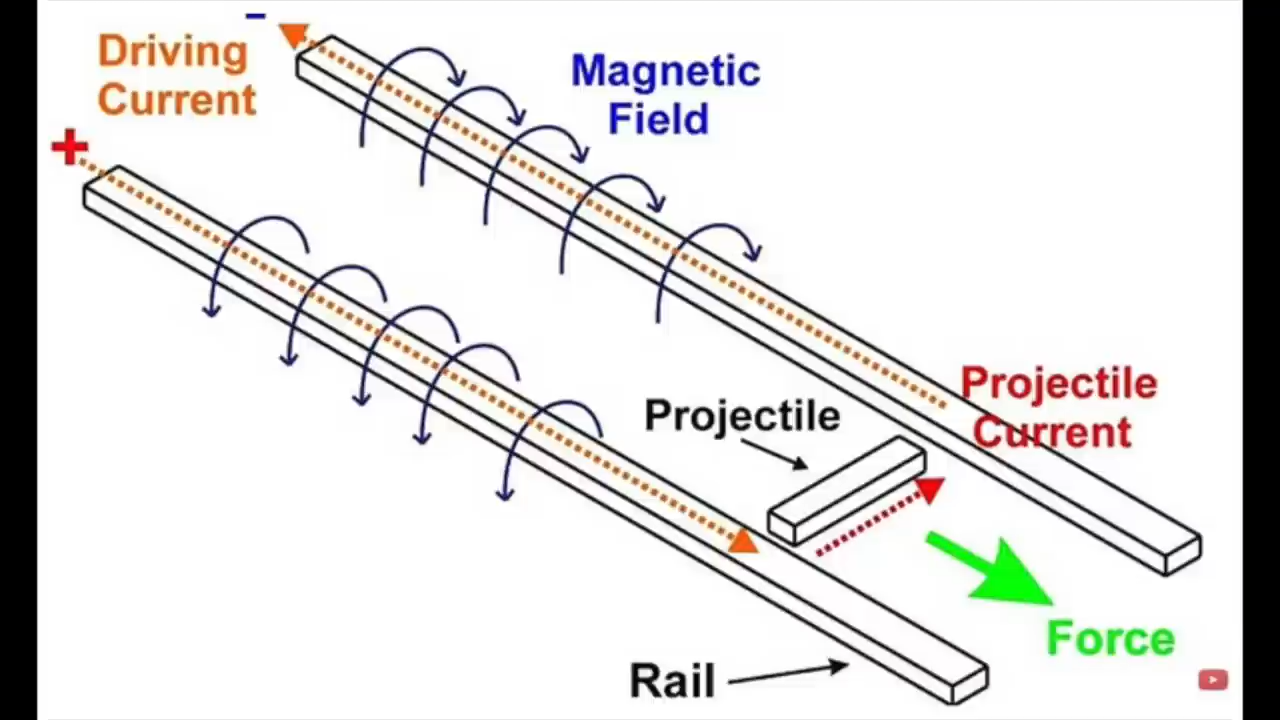 −
Driving
Current
+
Magnetic
Field
Projectile
Current
Projectile
Force
Rail